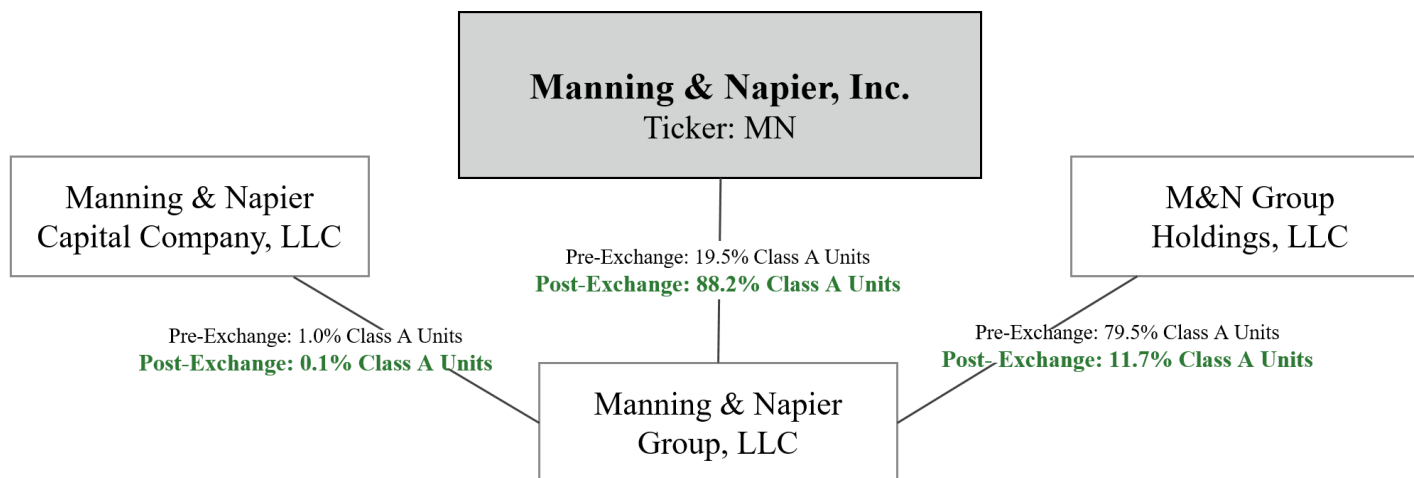 Manning & Napier, Inc.
Ticker: MN
Manning & Napier
Capital Company, LLC
M&N Group
Holdings, LLC
Pre-Exchange: 19.5% Class A Units
Post-Exchange: 88.2% Class A Units
Pre-Exchange: 1.0% Class A Units
Post-Exchange: 0.1% Class A Units
Pre-Exchange: 79.5% Class A Units
Post-Exchange: 11.7% Class A Units
Manning & Napier
Group, LLC